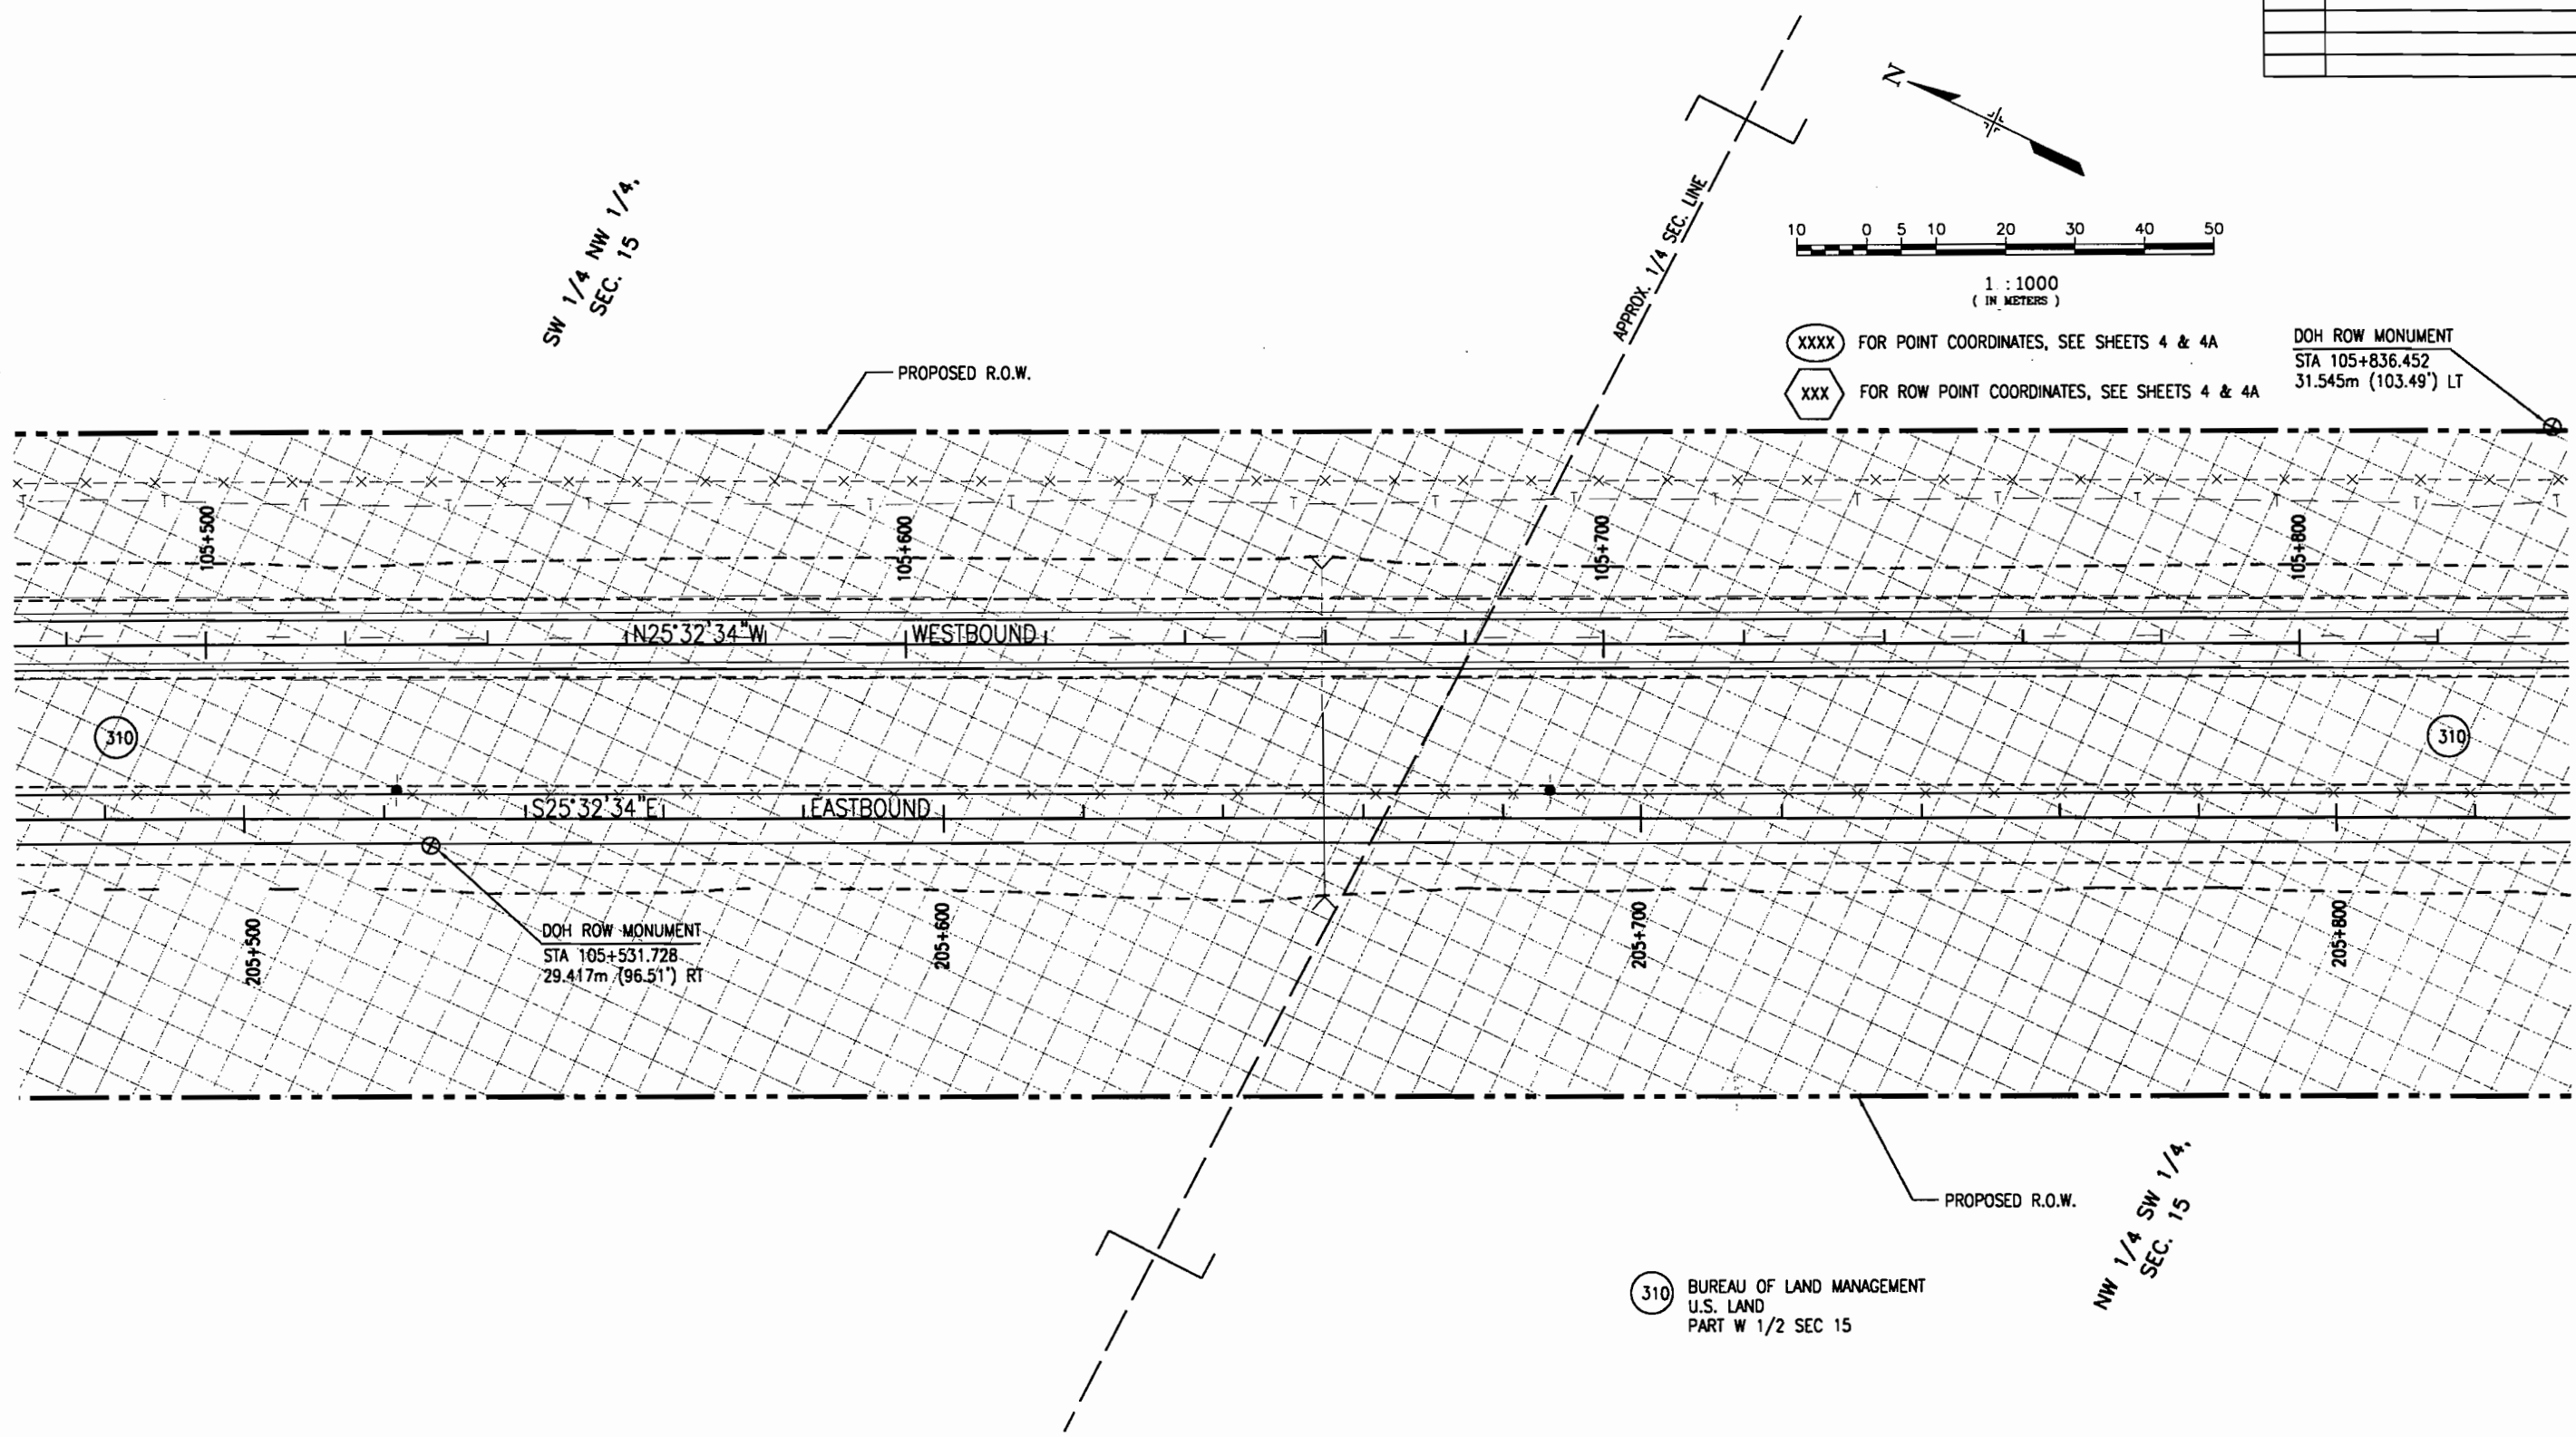 N
SW 1/4 NW 1/4,
SEC. 15
APPROX. 1/4 SEC. LINE
10 0 5 10 20 30 40 50
1 : 1000
( IN METERS )
XXXX FOR POINT COORDINATES, SEE SHEETS 4 & 4A
XXX FOR ROW POINT COORDINATES, SEE SHEETS 4 & 4A
DOH ROW MONUMENT
STA 105+836.452
31.545m (103.49') LT
PROPOSED R.O.W.
105+500
105+600
105+700
105+800
N25°32'34"W
WESTBOUND
310
310
S25°32'34"E
EASTBOUND
205+500
205+600
205+700
205+800
DOH ROW MONUMENT
STA 105+531.728
29.417m (96.51') RT
PROPOSED R.O.W.
NW 1/4 SW 1/4,
SEC. 15
310 BUREAU OF LAND MANAGEMENT
U.S. LAND
PART W 1/2 SEC 15